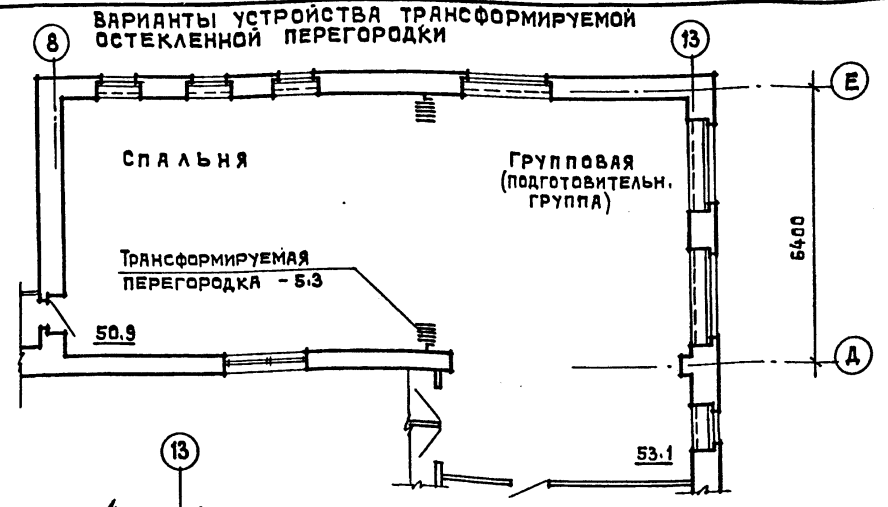 ВАРИАНТЫ УСТРОЙСТВА ТРАНСФОРМИРУЕМОЙ
ОСТЕКЛЕННОЙ ПЕРЕГОРОДКИ
8
13
Е
СПАЛЬНЯ
ГРУППОВАЯ
(ПОДГОТОВИТЕЛЬН.
ГРУППА)
6400
ТРАНСФОРМИРУЕМАЯ
ПЕРЕГОРОДКА - 5.3
50.9
Д
53.1
13